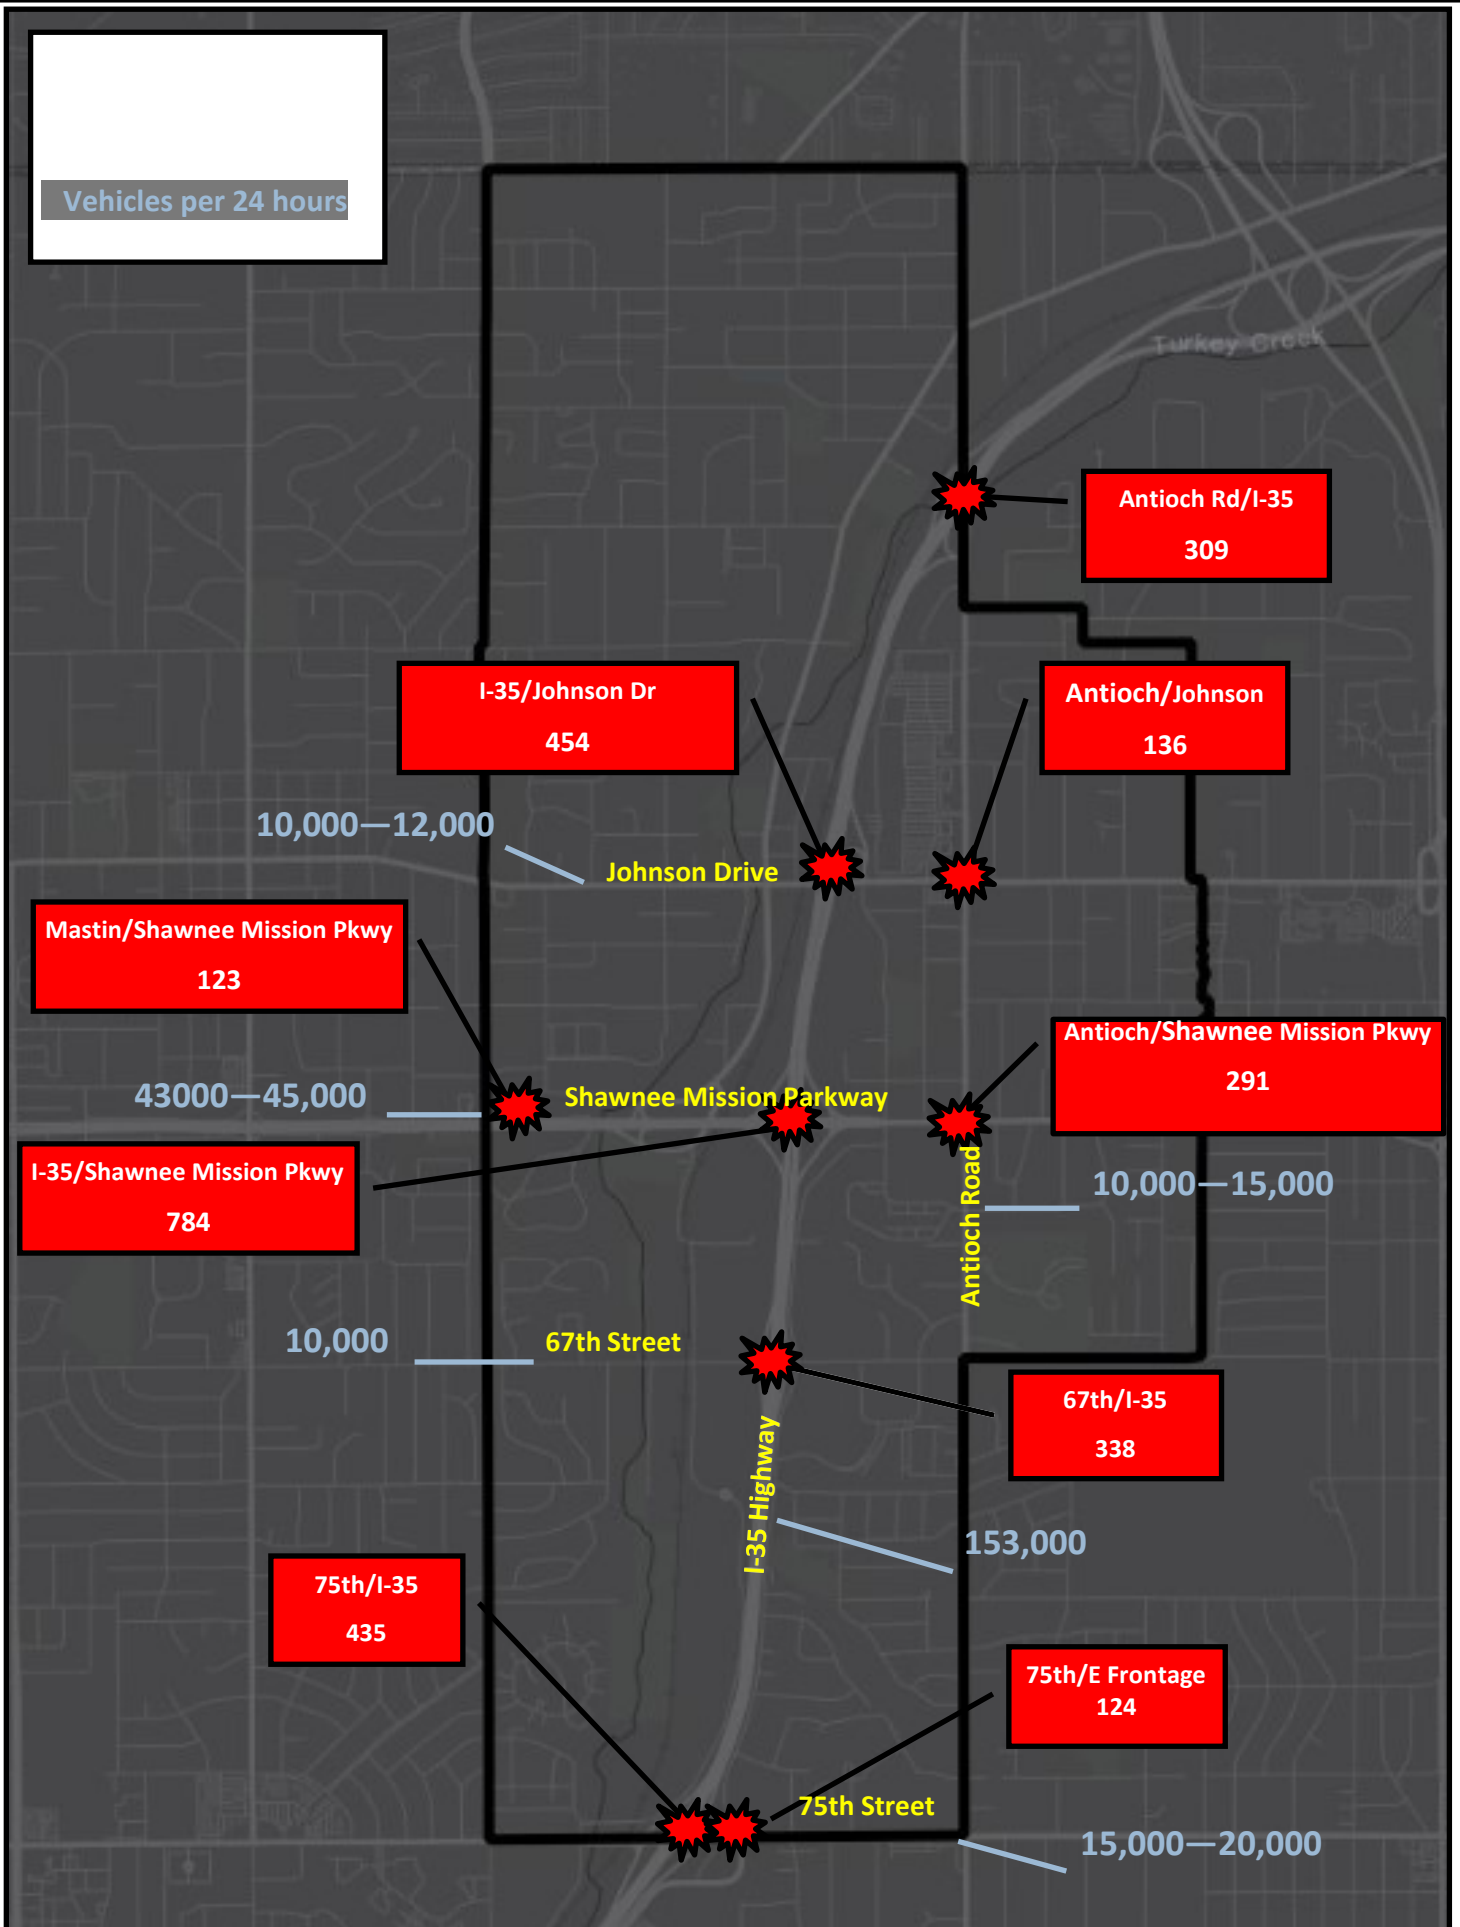 Vehicles per 24 hours
Turkey Creek
Antioch Rd/I-35
309
I-35/Johnson Dr
454
Antioch/Johnson
136
10,000—12,000
Johnson Drive
Mastin/Shawnee Mission Pkwy
123
Antioch/Shawnee Mission Pkwy
291
43000—45,000
Shawnee Mission Parkway
I-35/Shawnee Mission Pkwy
784
Antioch Road
10,000—15,000
10,000
67th Street
67th/I-35
338
I-35 Highway
153,000
75th/I-35
435
75th/E Frontage
124
75th Street
15,000—20,000